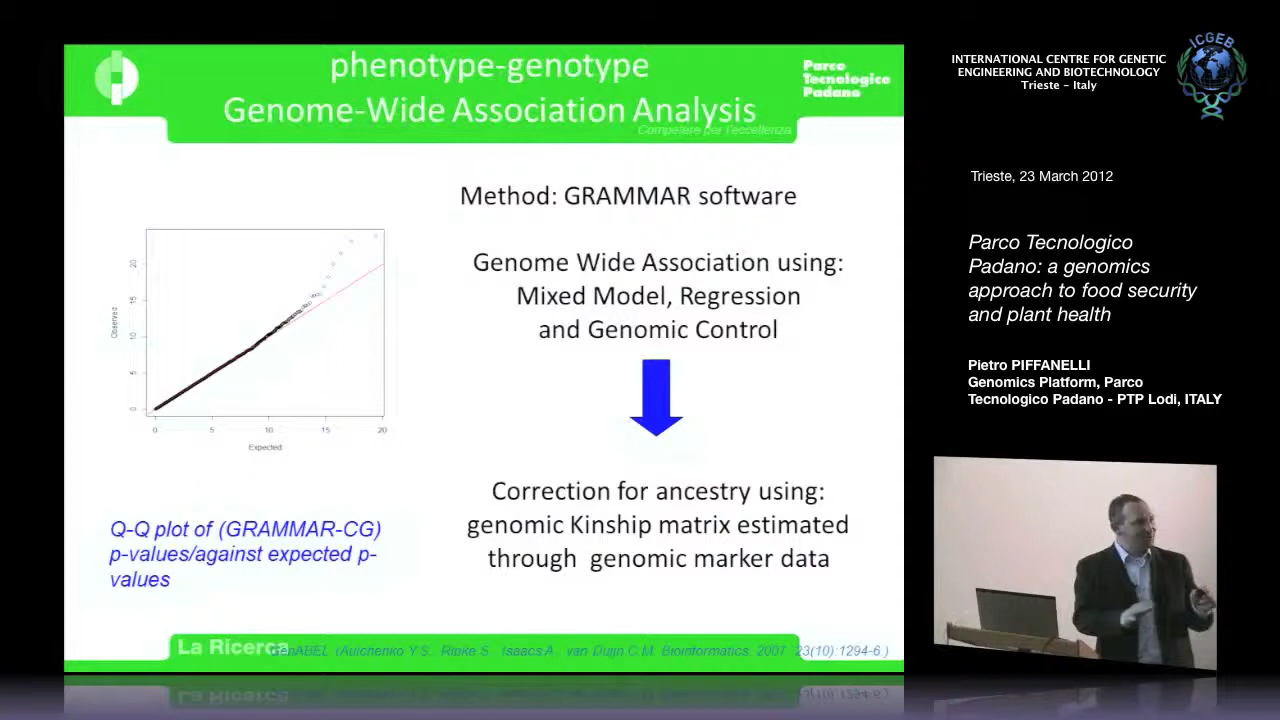 phenotype-genotype
Genome-Wide Association Analysis
Parco
Tecnologico
Padano
Competere per l'eccellenza
Method: GRAMMAR software
Genome Wide Association using:
Mixed Model, Regression
and Genomic Control
Observed
0
5
10
15
20
0
5
10
15
20
Expected
Correction for ancestry using:
genomic Kinship matrix estimated
through genomic marker data
Q-Q plot of (GRAMMAR-CG)
p-values/against expected p-
values
La Ricerca
GenABEL (Aulchenko Y.S., Ripke S., Isaacs A., van Duijn C.M. Bioinformatics. 2007 23(10):1294-6.)
INTERNATIONAL CENTRE FOR GENETIC
ENGINEERING AND BIOTECHNOLOGY
Trieste - Italy
ICGEB
Trieste, 23 March 2012
Parco Tecnologico
Padano: a genomics
approach to food security
and plant health
Pietro PIFFANELLI
Genomics Platform, Parco
Tecnologico Padano - PTP Lodi, ITALY